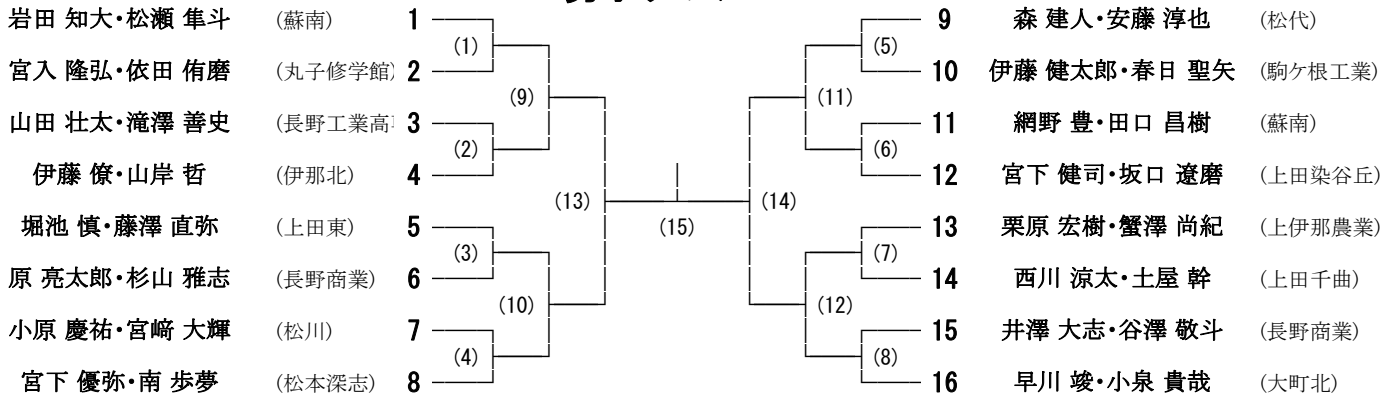 岩田 知大・松瀬 隼斗 (蘇南) 1
宮入 隆弘・依田 侑磨 (丸子修学館) 2
山田 壮太・滝澤 善史 (長野工業高 3
伊藤 僚・山岸 哲 (伊那北) 4
堀池 慎・藤澤 直弥 (上田東) 5
原 亮太郎・杉山 雅志 (長野商業) 6
小原 慶祐・宮﨑 大輝 (松川) 7
宮下 優弥・南 歩夢 (松本深志) 8
(1)
(2)
(3)
(4)
(9)
(10)
(13)
(15)
(14)
(11)
(12)
(5)
(6)
(7)
(8)
9 森 建人・安藤 淳也 (松代)
10 伊藤 健太郎・春日 聖矢 (駒ケ根工業)
11 網野 豊・田口 昌樹 (蘇南)
12 宮下 健司・坂口 遼磨 (上田染谷丘)
13 栗原 宏樹・蟹澤 尚紀 (上伊那農業)
14 西川 涼太・土屋 幹 (上田千曲)
15 井澤 大志・谷澤 敬斗 (長野商業)
16 早川 竣・小泉 貴哉 (大町北)